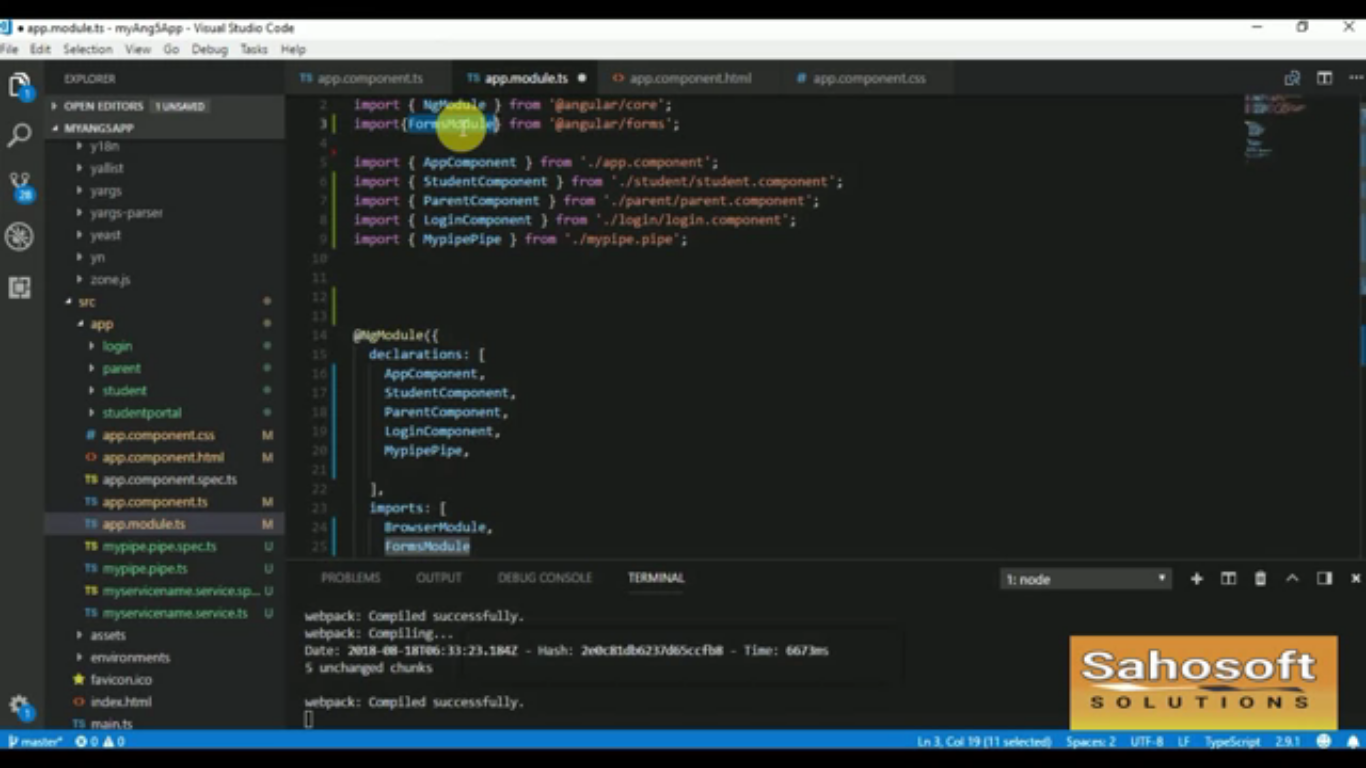 ● app.module.ts - myAng5App - Visual Studio Code
File Edit Selection View Go Debug Tasks Help
EXPLORER
OPEN EDITORS 1 UNSAVED
MYANG5APP
y18n
yallist
yargs
yargs-parser
yeast
yn
zone.js
src
app
login
parent
student
studentportal
# app.component.css M
<> app.component.html M
TS app.component.spec.ts
TS app.component.ts M
TS app.module.ts M
TS mypipe.pipe.spec.ts U
TS mypipe.pipe.ts U
TS myservicename.service.sp... U
TS myservicename.service.ts U
assets
environments
favicon.ico
<> index.html
TS main.ts
TS app.component.ts TS app.module.ts ● <> app.component.html # app.component.css
2 import { NgModule } from '@angular/core';
3 import{FormsModule} from '@angular/forms';
4
5 import { AppComponent } from './app.component';
6 import { StudentComponent } from './student/student.component';
7 import { ParentComponent } from './parent/parent.component';
8 import { LoginComponent } from './login/login.component';
9 import { MypipePipe } from './mypipe.pipe';
10
11
12
13
14 @NgModule({
15 declarations: [
16 AppComponent,
17 StudentComponent,
18 ParentComponent,
19 LoginComponent,
20 MypipePipe,
21
22 ],
23 imports: [
24 BrowserModule,
25 FormsModule
PROBLEMS OUTPUT DEBUG CONSOLE TERMINAL 1: node
webpack: Compiled successfully.
webpack: Compiling...
Date: 2018-08-18T06:33:23.184Z - Hash: 2e0c81db6237d65ccfb8 - Time: 6673ms
5 unchanged chunks
webpack: Compiled successfully.
Sahosoft
SOLUTIONS
master* 0 0 Ln 3, Col 19 (11 selected) Spaces: 2 UTF-8 LF TypeScript 2.9.1